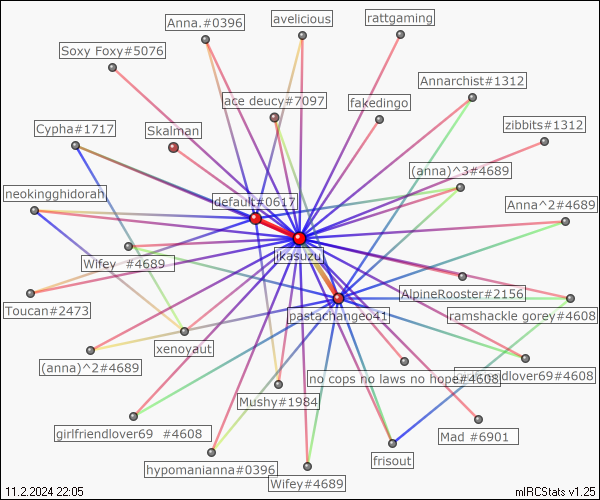 Anna.#0396
avelicious
rattgaming
Soxy Foxy#5076
Annarchist#1312
ace deucy#7097
fakedingo
Cypha#1717
Skalman
zibbits#1312
(anna)^3#4689
neokingghidorah
default#0617
Anna^2#4689
ikasuzu
Wifey #4689
AlpineRooster#2156
Toucan#2473
pastachangeo41
ramshackle gorey#4608
xenoyaut
(anna)^2#4689
no cops no laws no hope#4608
dlover69#4608
Mushy#1984
girlfriendlover69 #4608
Mad #6901
frisout
hypomanianna#0396
Wifey#4689
11.2.2024 22:05
mIRCStats v1.25